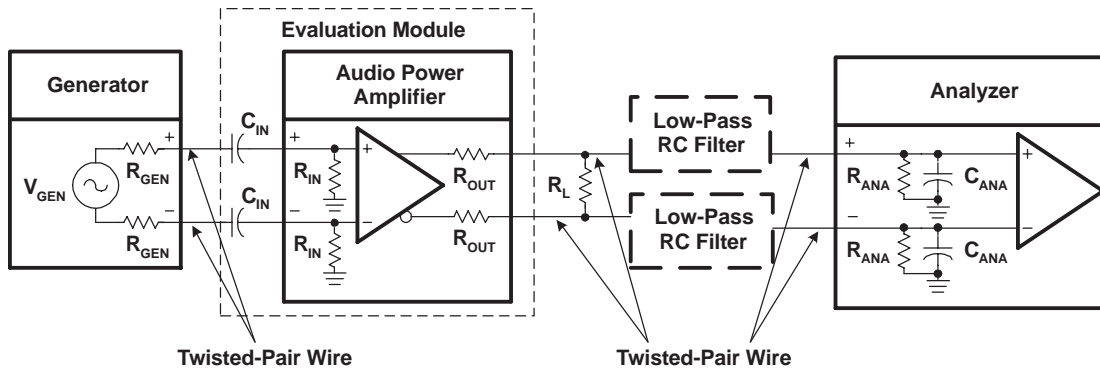 Evaluation Module
Generator
Audio Power
Amplifier
Analyzer
Low-Pass
RC Filter
Low-Pass
RC Filter
V_GEN
R_GEN
R_GEN
+
−
C_IN
C_IN
+
−
R_IN
R_IN
+
−
R_OUT
R_OUT
R_L
+
−
R_ANA
R_ANA
C_ANA
C_ANA
+
−
Twisted-Pair Wire
Twisted-Pair Wire